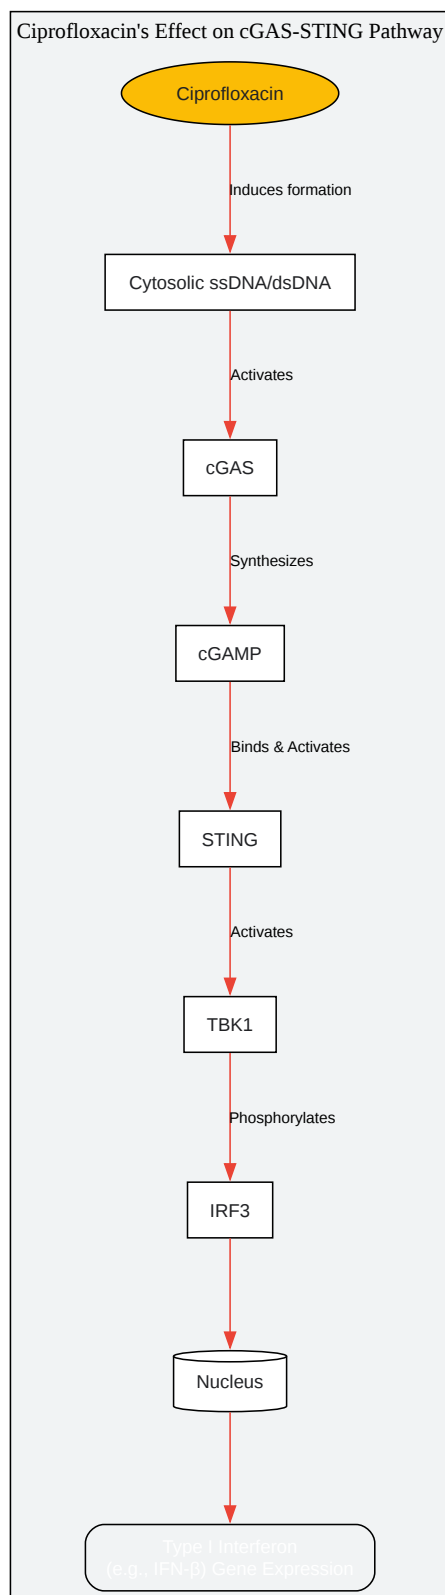 Ciprofloxacin's Effect on cGAS-STING Pathway
Ciprofloxacin
Induces formation
Cytosolic ssDNA/dsDNA
Activates
cGAS
Synthesizes
cGAMP
Binds & Activates
STING
Activates
TBK1
Phosphorylates
IRF3
Nucleus
Type I Interferon
(e.g., IFN-β) Gene Expression